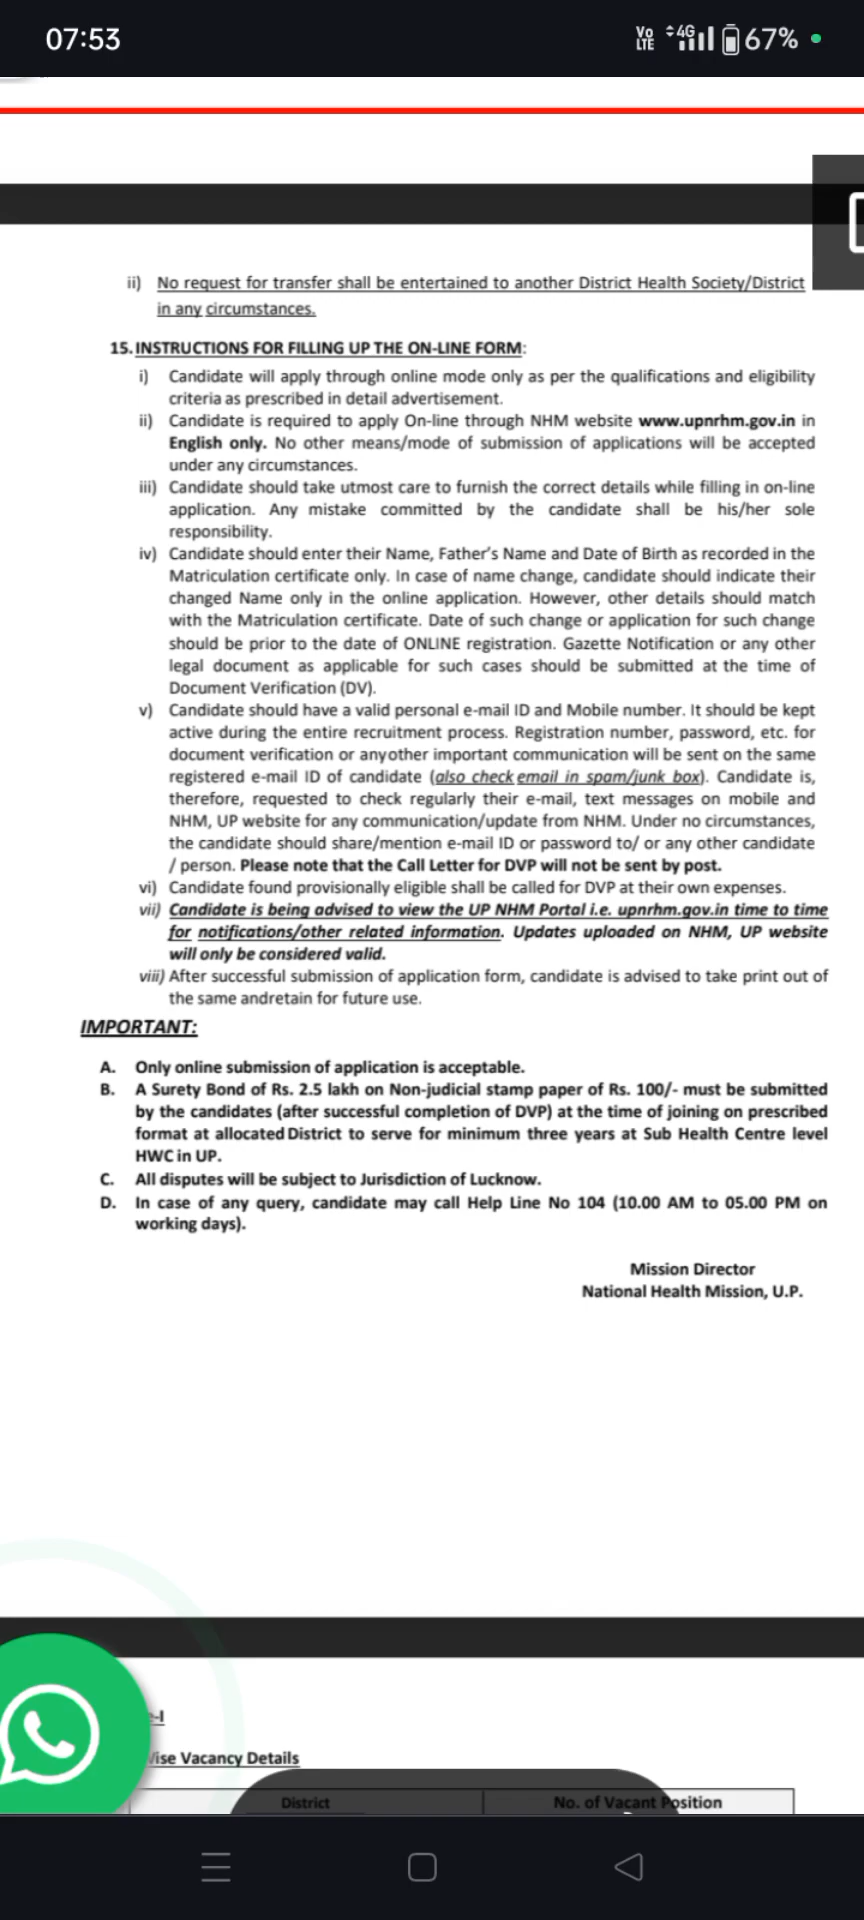 07:53
Vo LTE 4G 67%
ii) No request for transfer shall be entertained to another District Health Society/District
in any circumstances.
15. INSTRUCTIONS FOR FILLING UP THE ON-LINE FORM:
i) Candidate will apply through online mode only as per the qualifications and eligibility
criteria as prescribed in detail advertisement.
ii) Candidate is required to apply On-line through NHM website www.upnrhm.gov.in in
English only. No other means/mode of submission of applications will be accepted
under any circumstances.
iii) Candidate should take utmost care to furnish the correct details while filling in on-line
application. Any mistake committed by the candidate shall be his/her sole
responsibility.
iv) Candidate should enter their Name, Father's Name and Date of Birth as recorded in the
Matriculation certificate only. In case of name change, candidate should indicate their
changed Name only in the online application. However, other details should match
with the Matriculation certificate. Date of such change or application for such change
should be prior to the date of ONLINE registration. Gazette Notification or any other
legal document as applicable for such cases should be submitted at the time of
Document Verification (DV).
v) Candidate should have a valid personal e-mail ID and Mobile number. It should be kept
active during the entire recruitment process. Registration number, password, etc. for
document verification or anyother important communication will be sent on the same
registered e-mail ID of candidate (also check email in spam/junk box). Candidate is,
therefore, requested to check regularly their e-mail, text messages on mobile and
NHM, UP website for any communication/update from NHM. Under no circumstances,
the candidate should share/mention e-mail ID or password to/ or any other candidate
/ person. Please note that the Call Letter for DVP will not be sent by post.
vi) Candidate found provisionally eligible shall be called for DVP at their own expenses.
vii) Candidate is being advised to view the UP NHM Portal i.e. upnrhm.gov.in time to time
for notifications/other related information. Updates uploaded on NHM, UP website
will only be considered valid.
viii) After successful submission of application form, candidate is advised to take print out of
the same andretain for future use.
IMPORTANT:
A. Only online submission of application is acceptable.
B. A Surety Bond of Rs. 2.5 lakh on Non-judicial stamp paper of Rs. 100/- must be submitted
by the candidates (after successful completion of DVP) at the time of joining on prescribed
format at allocated District to serve for minimum three years at Sub Health Centre level
HWC in UP.
C. All disputes will be subject to Jurisdiction of Lucknow.
D. In case of any query, candidate may call Help Line No 104 (10.00 AM to 05.00 PM on
working days).
Mission Director
National Health Mission, U.P.
-I
Vacancy Details
District No. of Vacant Position